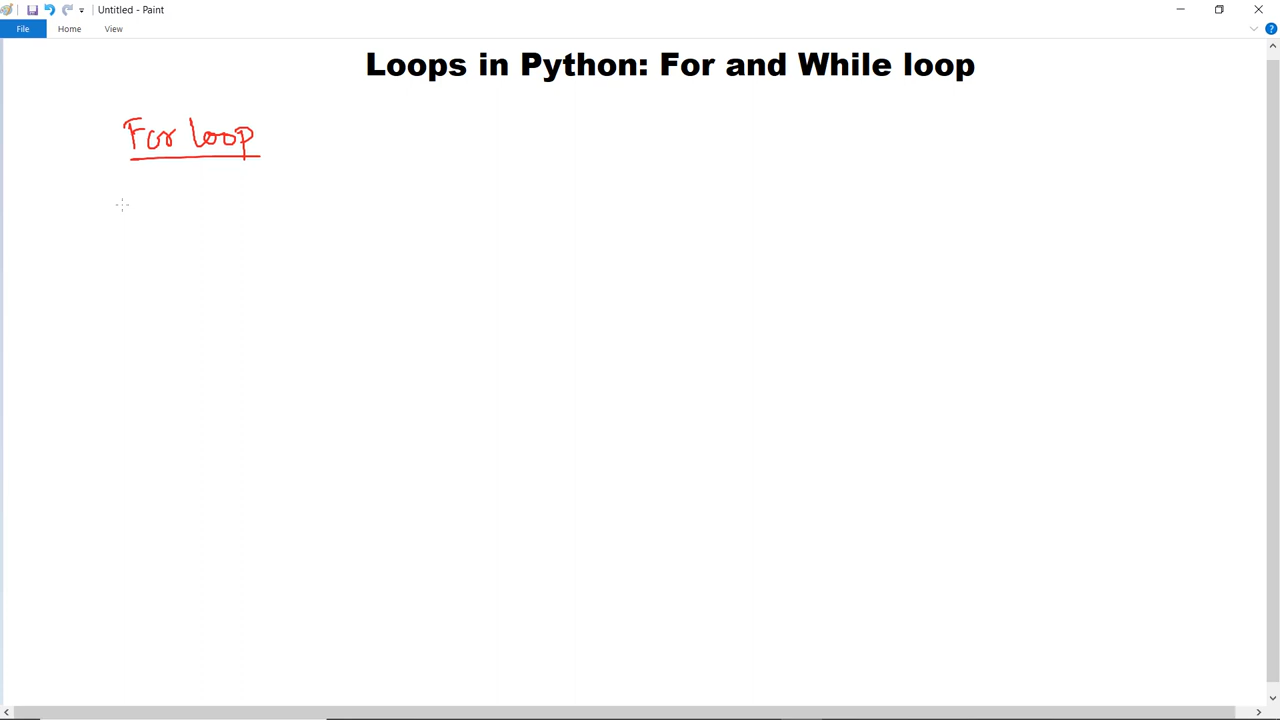 Untitled - Paint
File Home View
Loops in Python: For and While loop
For loop